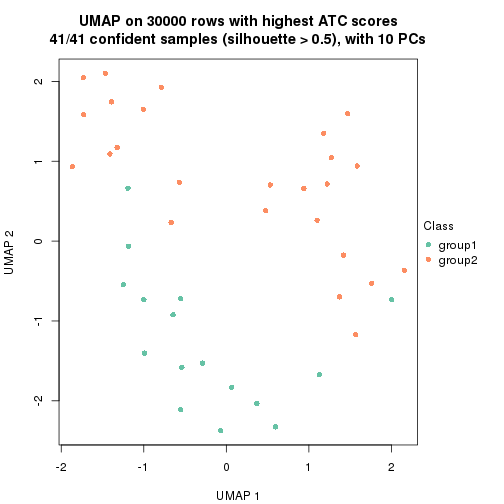 UMAP on 30000 rows with highest ATC scores
41/41 confident samples (silhouette > 0.5), with 10 PCs
UMAP 2
2
1
0
-1
-2
-2
-1
0
1
2
UMAP 1
Class
group1
group2